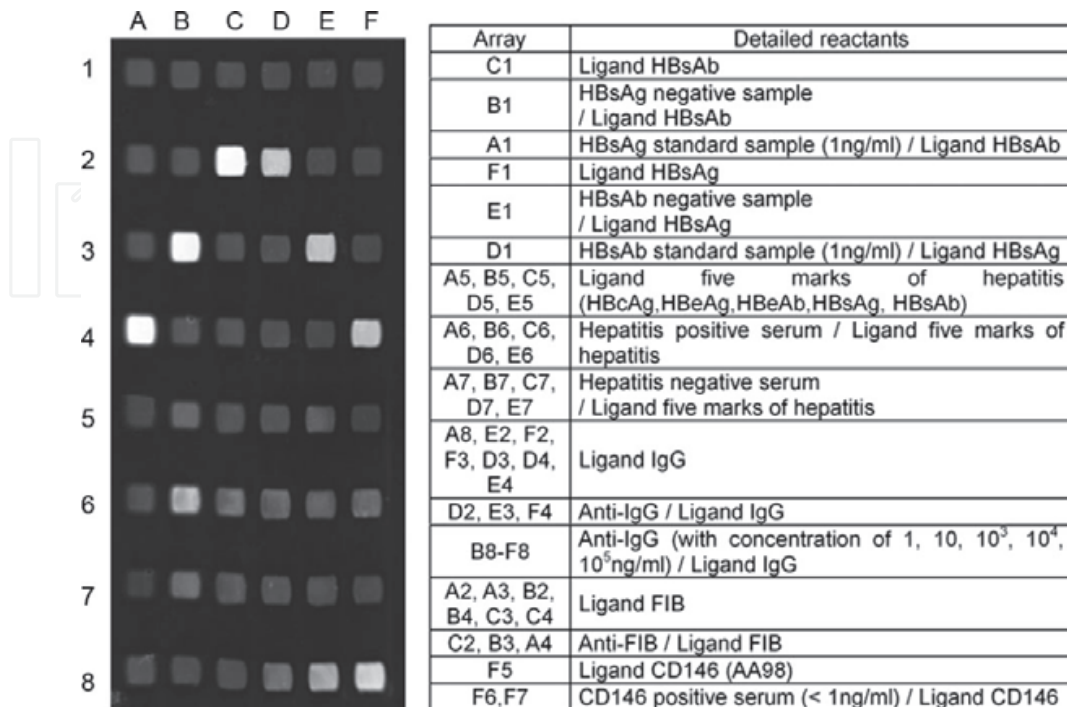 A B C D E F
1
2
3
4
5
6
7
8
Array Detailed reactants
C1 Ligand HBsAb
B1 HBsAg negative sample
/ Ligand HBsAb
A1 HBsAg standard sample (1ng/ml) / Ligand HBsAb
F1 Ligand HBsAg
E1 HBsAb negative sample
/ Ligand HBsAg
D1 HBsAb standard sample (1ng/ml) / Ligand HBsAg
A5, B5, C5, Ligand five marks of hepatitis
D5, E5 (HBcAg,HBeAg,HBeAb,HBsAg, HBsAb)
A6, B6, C6, Hepatitis positive serum / Ligand five marks of
D6, E6 hepatitis
A7, B7, C7, Hepatitis negative serum
D7, E7 / Ligand five marks of hepatitis
A8, E2, F2,
F3, D3, D4, Ligand IgG
E4
D2, E3, F4 Anti-IgG / Ligand IgG
B8-F8 Anti-IgG (with concentration of 1, 10, 10³, 10⁴,
10⁵ng/ml) / Ligand IgG
A2, A3, B2, Ligand FIB
B4, C3, C4
C2, B3, A4 Anti-FIB / Ligand FIB
F5 Ligand CD146 (AA98)
F6,F7 CD146 positive serum (< 1ng/ml) / Ligand CD146